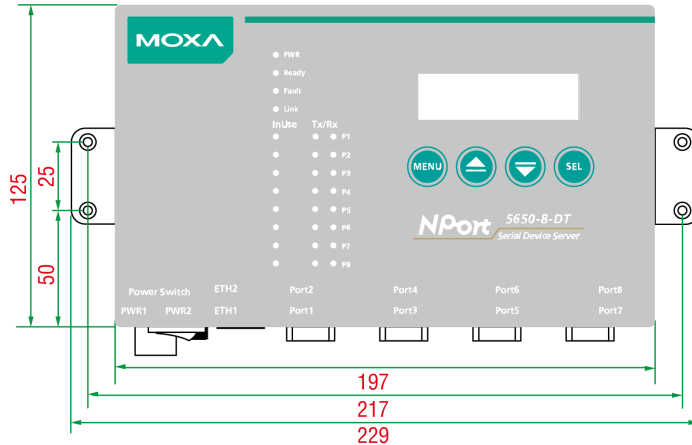 MOXA
PWR
Ready
Fault
Link
InUse Tx/Rx
P1
P2
P3
P4
P5
P6
P7
P8
MENU SEL
NPort 5650-8-DT
Serial Device Server
Power Switch ETH2 Port2 Port4 Port6 Port8
PWR1 PWR2 ETH1 Port1 Port3 Port5 Port7
125
25
50
197
217
229